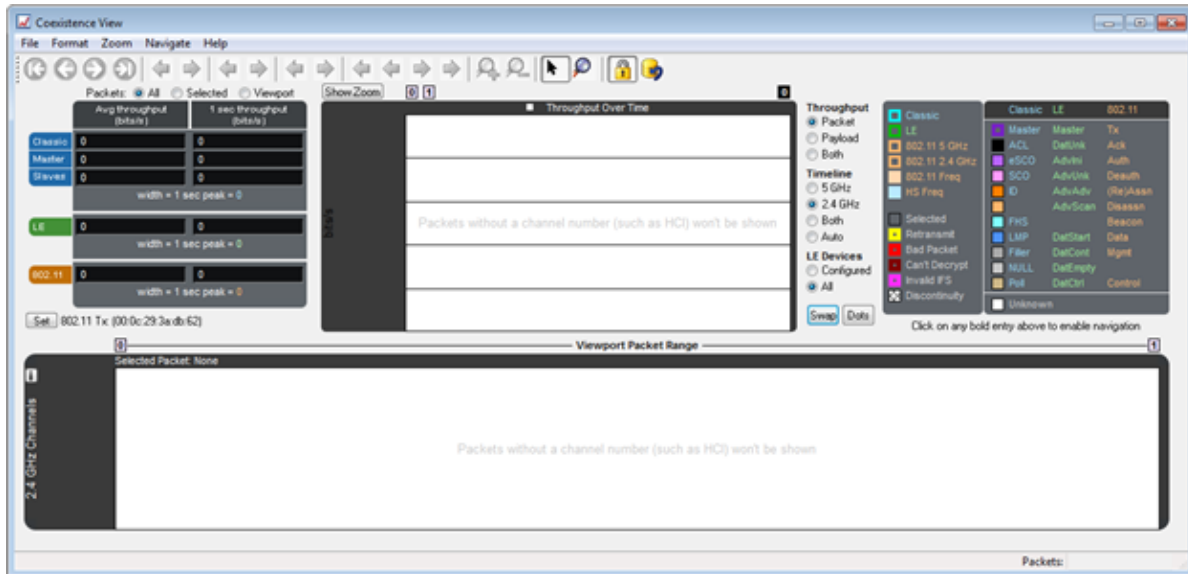 Coexistence View
File Format Zoom Navigate Help
Packets: All Selected Viewport
Avg throughput (bits/s)
1 sec throughput (bits/s)
Classic 0 0
Master 0 0
Slaves 0 0
width = 1 sec peak = 0
LE 0 0
width = 1 sec peak = 0
802.11 0 0
width = 1 sec peak = 0
Set 802.11 Tx: (00:0c:29:3a:db:62)
Show Zoom 0 1 0
Throughput Over Time
bits/s
Packets without a channel number (such as HCI) won't be shown
Throughput
Packet
Payload
Both
Timeline
5 GHz
2.4 GHz
Both
Auto
LE Devices
Configured
All
Swap Dots
Classic
LE
802.11 5 GHz
802.11 2.4 GHz
802.11 Freq
HS Freq
Selected
Retransmit
Bad Packet
Can't Decrypt
Invalid IFS
Discontinuity
Classic LE 802.11
Master Master Tx
ACL DatUnk Ack
eSCO AdvIni Auth
SCO AdvUnk Deauth
ID AdvAdv (Re)Assn
AdvScan Disassn
FHS Beacon
LMP DatStart Data
Filler DatCont Mgmt
NULL DatEmpty
Poll DatCtrl Control
Unknown
Click on any bold entry above to enable navigation
0 Viewport Packet Range 1
Selected Packet: None
i
2.4 GHz Channels
Packets without a channel number (such as HCI) won't be shown
Packets: